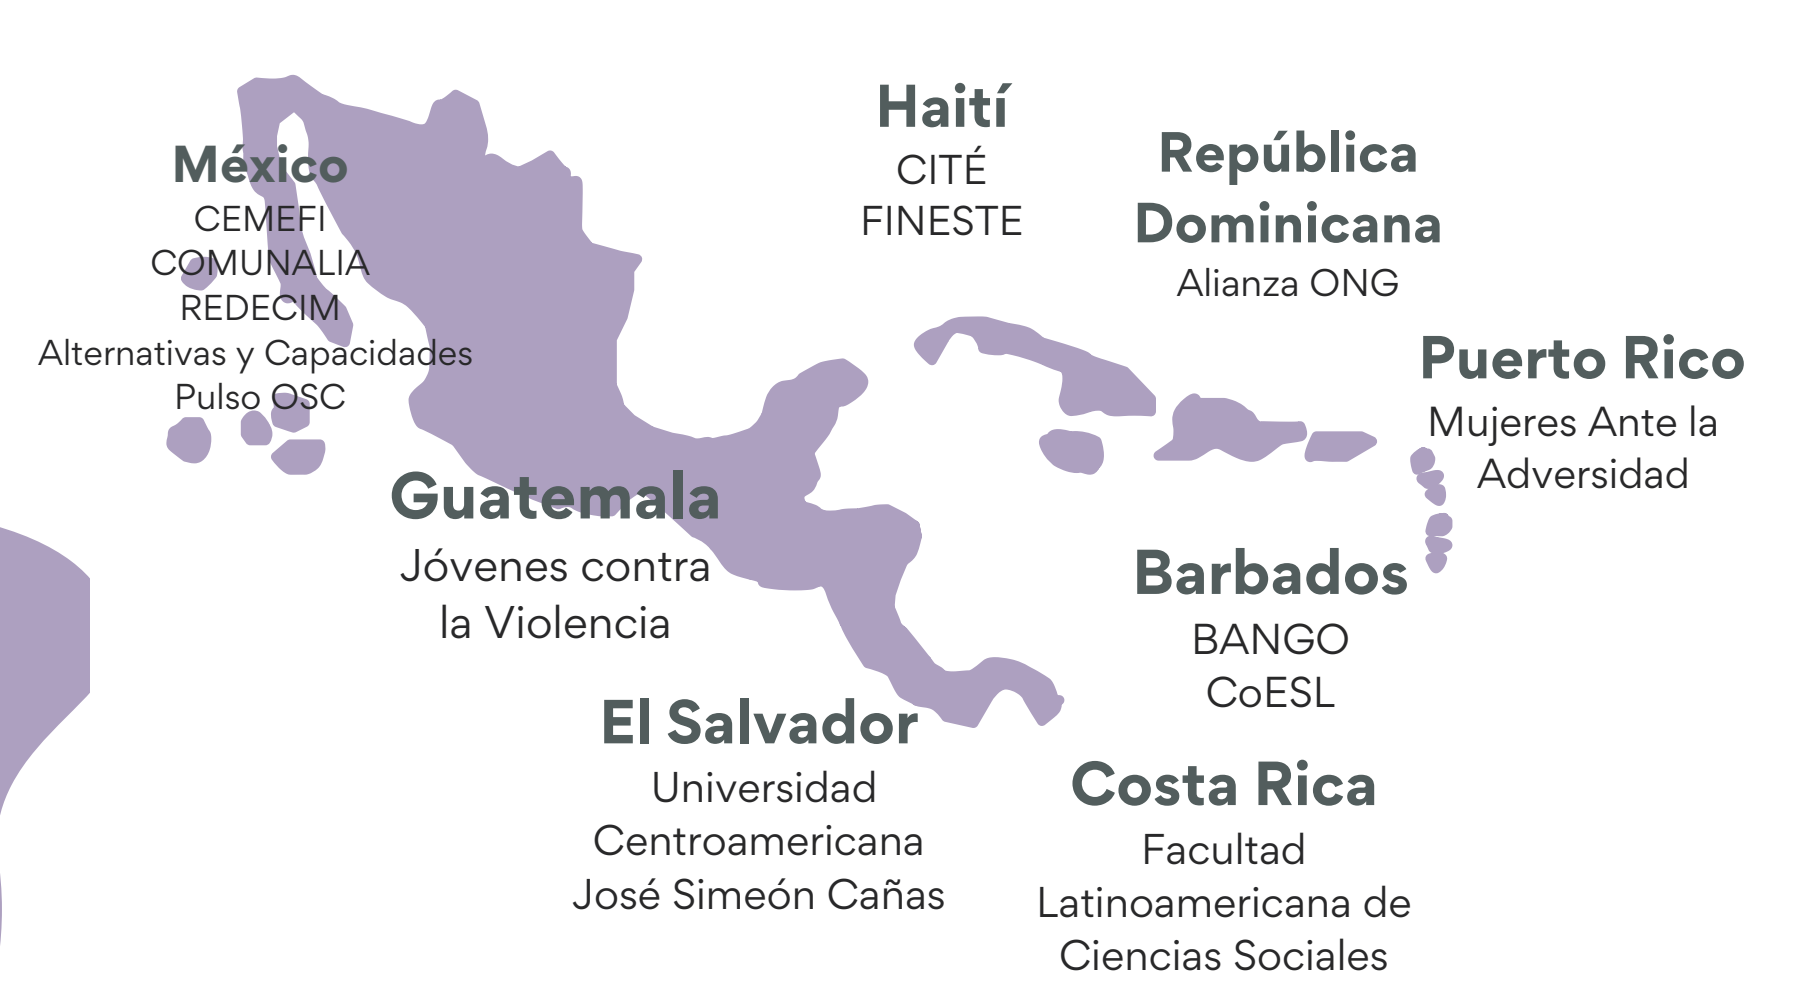 México
CEMEFI
COMUNALIA
REDECIM
Alternativas y Capacidades
Pulso OSC
Haití
CITÉ
FINESTE
República
Dominicana
Alianza ONG
Puerto Rico
Mujeres Ante la
Adversidad
Guatemala
Jóvenes contra
la Violencia
Barbados
BANGO
CoESL
El Salvador
Universidad
Centroamericana
José Simeón Cañas
Costa Rica
Facultad
Latinoamericana de
Ciencias Sociales